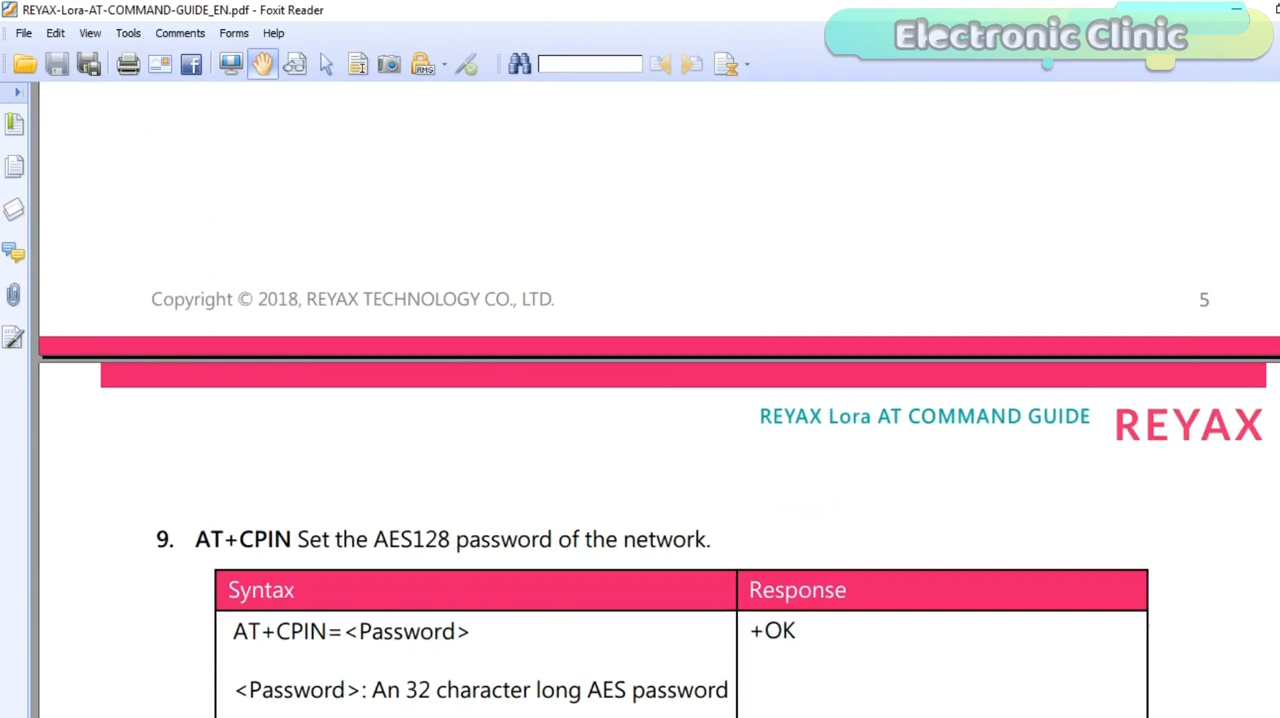 REYAX-Lora-AT-COMMAND-GUIDE_EN.pdf - Foxit Reader
Electronic Clinic
File Edit View Tools Comments Forms Help
RMS
Copyright © 2018, REYAX TECHNOLOGY CO., LTD.
5
REYAX Lora AT COMMAND GUIDE
REYAX
9. AT+CPIN Set the AES128 password of the network.
Syntax
Response
AT+CPIN=<Password>
+OK
<Password>: An 32 character long AES password